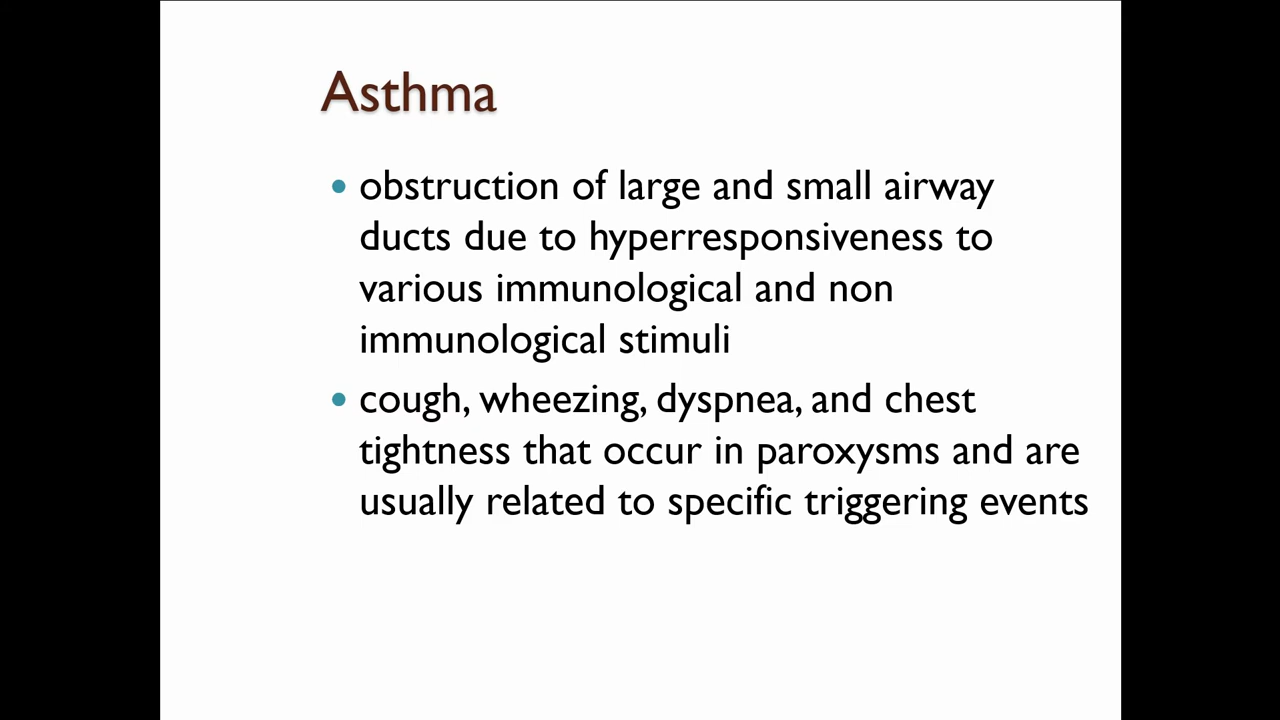 Asthma
• obstruction of large and small airway
ducts due to hyperresponsiveness to
various immunological and non
immunological stimuli
• cough, wheezing, dyspnea, and chest
tightness that occur in paroxysms and are
usually related to specific triggering events